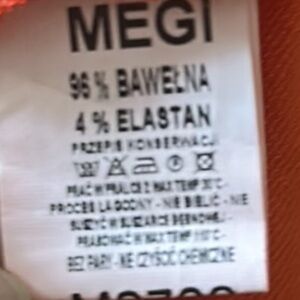 MEGI
96 % BAWEŁNA
4 % ELASTAN
PRZEPIS KONSERWACJI
PRAĆ W PRALCE Z MAX TEMP 30°C -
PROCES ŁAGODNY - NIE BIELIĆ - NIE
SUSZYĆ W SUSZARCE BĘBNOWEJ -
PRASOWAĆ W MAX TEMP 110°C -
BEZ PARY - NIE CZYŚCIĆ CHEMICZNIE